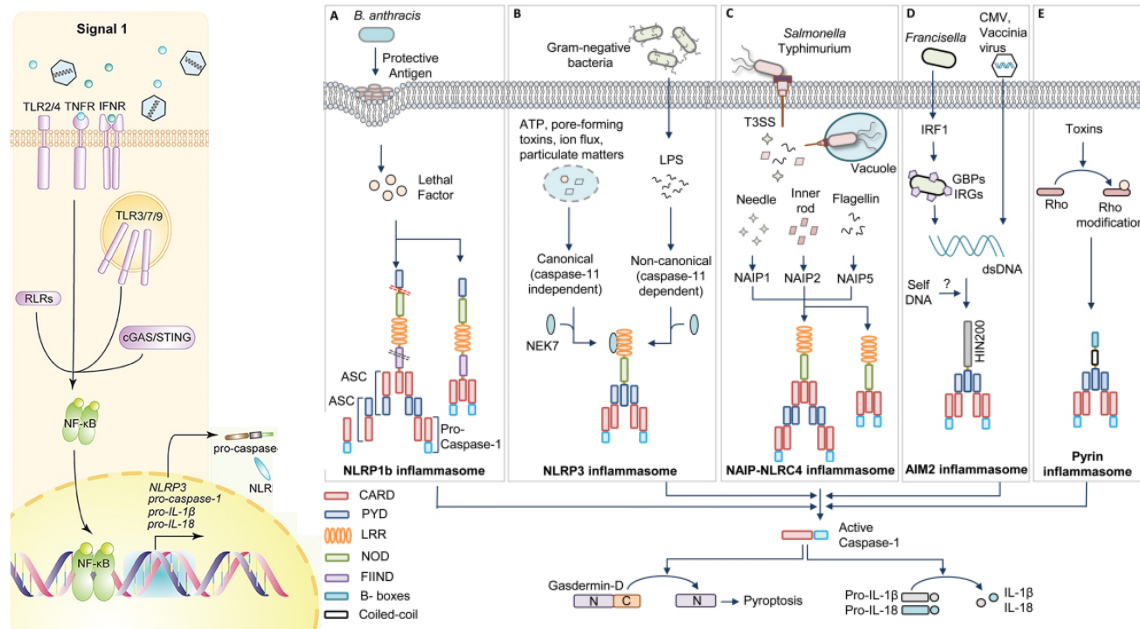 Signal 1
TLR2/4 TNFR IFNR
TLR3/7/9
RLRs
cGAS/STING
NF-κB
pro-caspase-
NLR
NLRP3
pro-caspase-1
pro-IL-1β
pro-IL-18
NF-κB
A
B. anthracis
Protective
Antigen
Lethal
Factor
ASC
ASC
Pro-
Caspase-1
NLRP1b inflammasome
B
Gram-negative
bacteria
ATP, pore-forming
toxins, ion flux,
particulate matters
LPS
Canonical
(caspase-11
independent)
Non-canonical
(caspase-11
dependent)
NEK7
NLRP3 inflammasome
C
Salmonella
Typhimurium
T3SS
Vacuole
Needle
Inner
rod
Flagellin
NAIP1
NAIP2
NAIP5
NAIP-NLRC4 inflammasome
D
CMV,
Vaccinia
virus
Francisella
IRF1
GBPs
IRGs
dsDNA
Self
DNA
?
HIN200
AIM2 inflammasome
E
Toxins
Rho
Rho
modification
Pyrin
inflammasome
CARD
PYD
LRR
NOD
FIIND
B- boxes
Coiled-coil
Active
Caspase-1
Gasdermin-D
N C
N
Pyroptosis
Pro-IL-1β
Pro-IL-18
IL-1β
IL-18